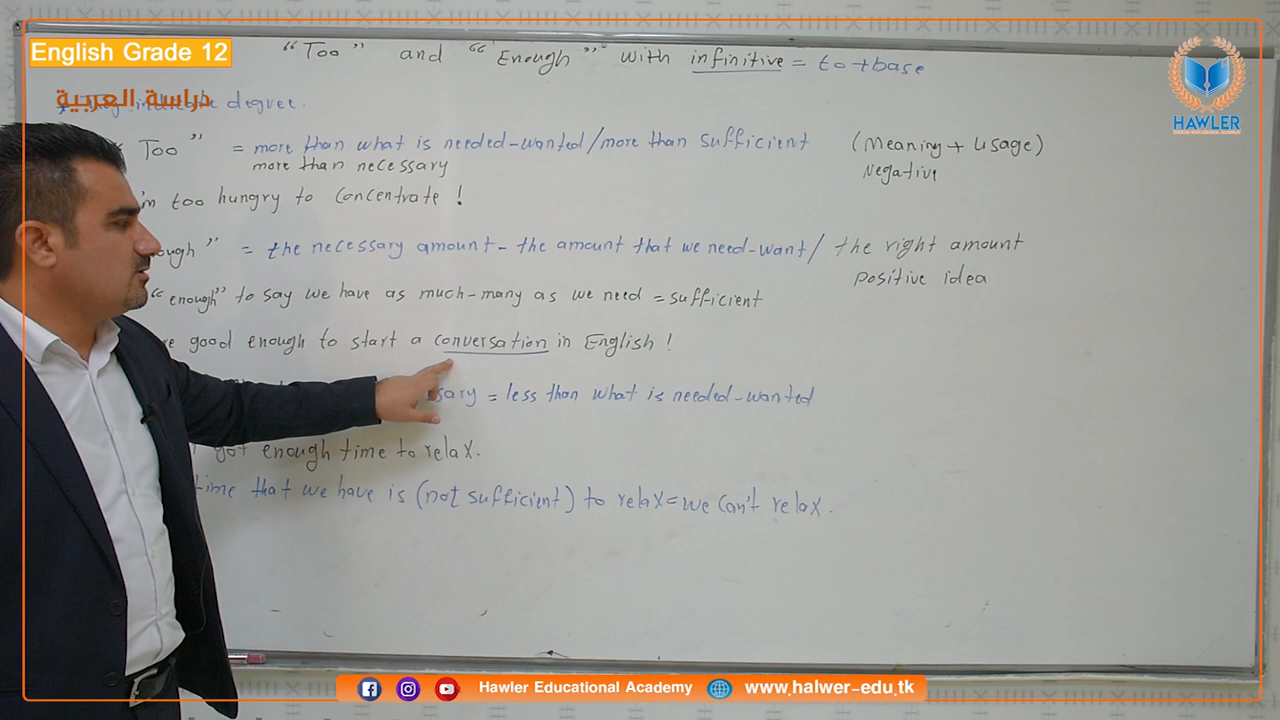 English Grade 12
"Too" and "Enough" with infinitive = to + base
دراسة العربية
degree.
Too" = more than what is needed-wanted/more than sufficient (Meaning + Usage)
more than necessary Negative
m too hungry to concentrate !
ough" = the necessary amount - the amount that we need-want/ the right amount
positive idea
"enough" to say we have as much-many as we need = sufficient
good enough to start a conversation in English !
ssary = less than what is needed-wanted
got enough time to relax.
time that we have is (not sufficient) to relax = we can't relax.
HAWLER
Hawler Educational Academy
www.halwer-edu.tk